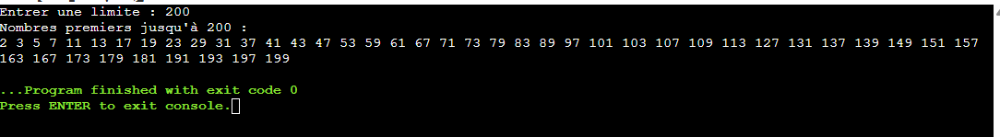 Entrer une limite : 200
Nombres premiers jusqu'à 200 :
2 3 5 7 11 13 17 19 23 29 31 37 41 43 47 53 59 61 67 71 73 79 83 89 97 101 103 107 109 113 127 131 137 139 149 151 157
163 167 173 179 181 191 193 197 199
...Program finished with exit code 0
Press ENTER to exit console.